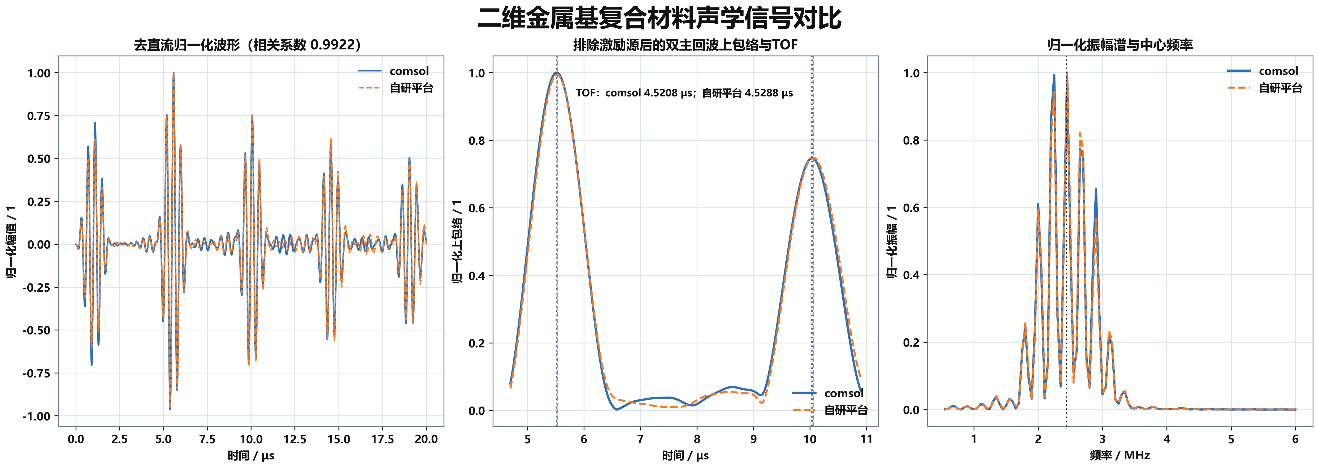 二维金属基复合材料声学信号对比
去直流归一化波形（相关系数 0.9922）
归一化幅值 / 1
1.00
0.75
0.50
0.25
0.00
-0.25
-0.50
-0.75
-1.00
comsol
自研平台
0.0 2.5 5.0 7.5 10.0 12.5 15.0 17.5 20.0
时间 / μs
排除激励源后的双主回波上包络与TOF
归一化上包络 / 1
1.0
0.8
0.6
0.4
0.2
0.0
TOF：comsol 4.5208 μs；自研平台 4.5288 μs
comsol
自研平台
5 6 7 8 9 10 11
时间 / μs
归一化振幅谱与中心频率
归一化振幅 / 1
1.0
0.8
0.6
0.4
0.2
0.0
comsol
自研平台
1 2 3 4 5 6
频率 / MHz